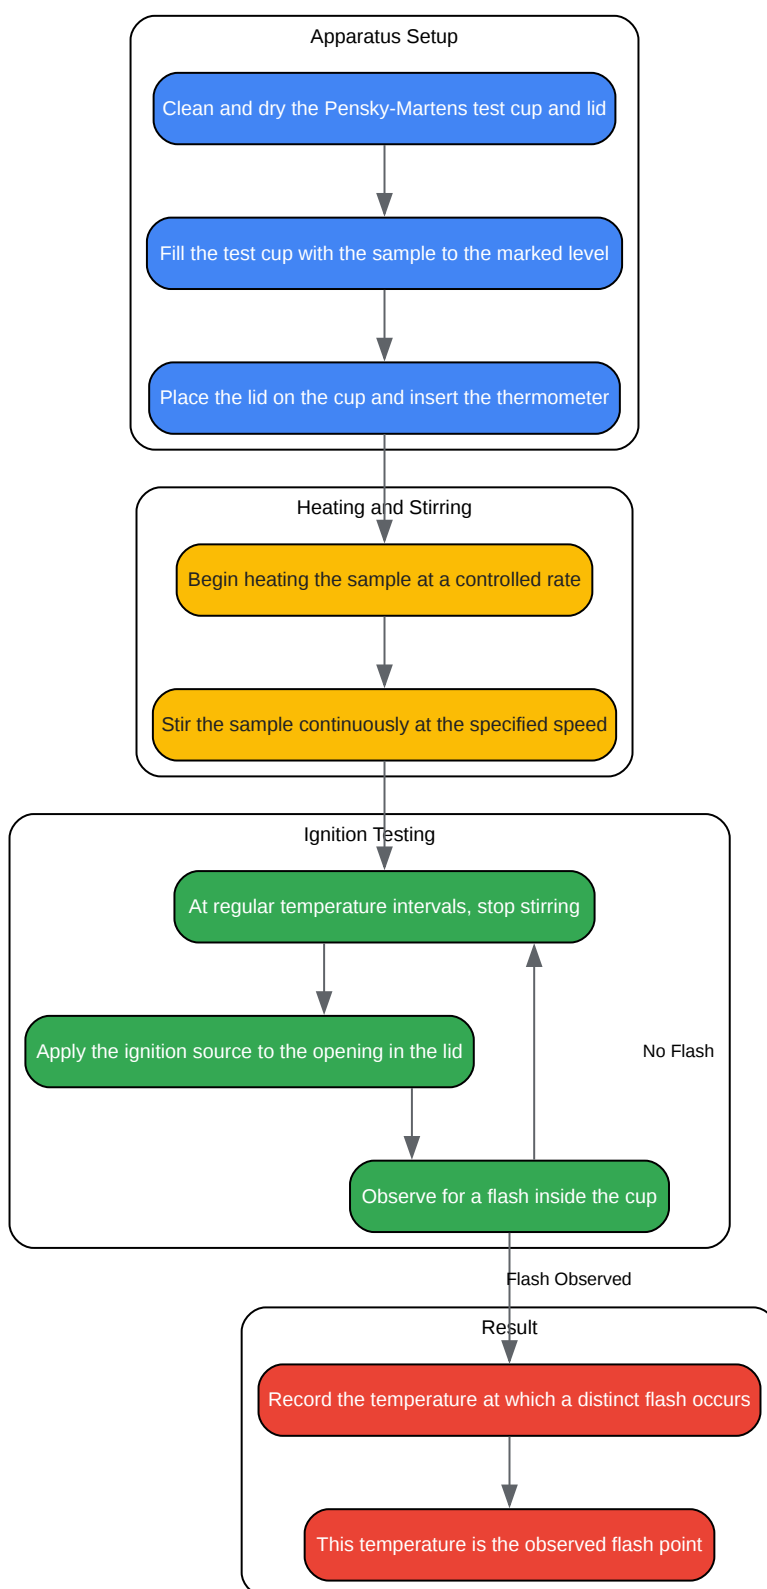 Apparatus Setup
Clean and dry the Pensky-Martens test cup and lid
Fill the test cup with the sample to the marked level
Place the lid on the cup and insert the thermometer
Heating and Stirring
Begin heating the sample at a controlled rate
Stir the sample continuously at the specified speed
Ignition Testing
At regular temperature intervals, stop stirring
Apply the ignition source to the opening in the lid
No Flash
Observe for a flash inside the cup
Flash Observed
Result
Record the temperature at which a distinct flash occurs
This temperature is the observed flash point